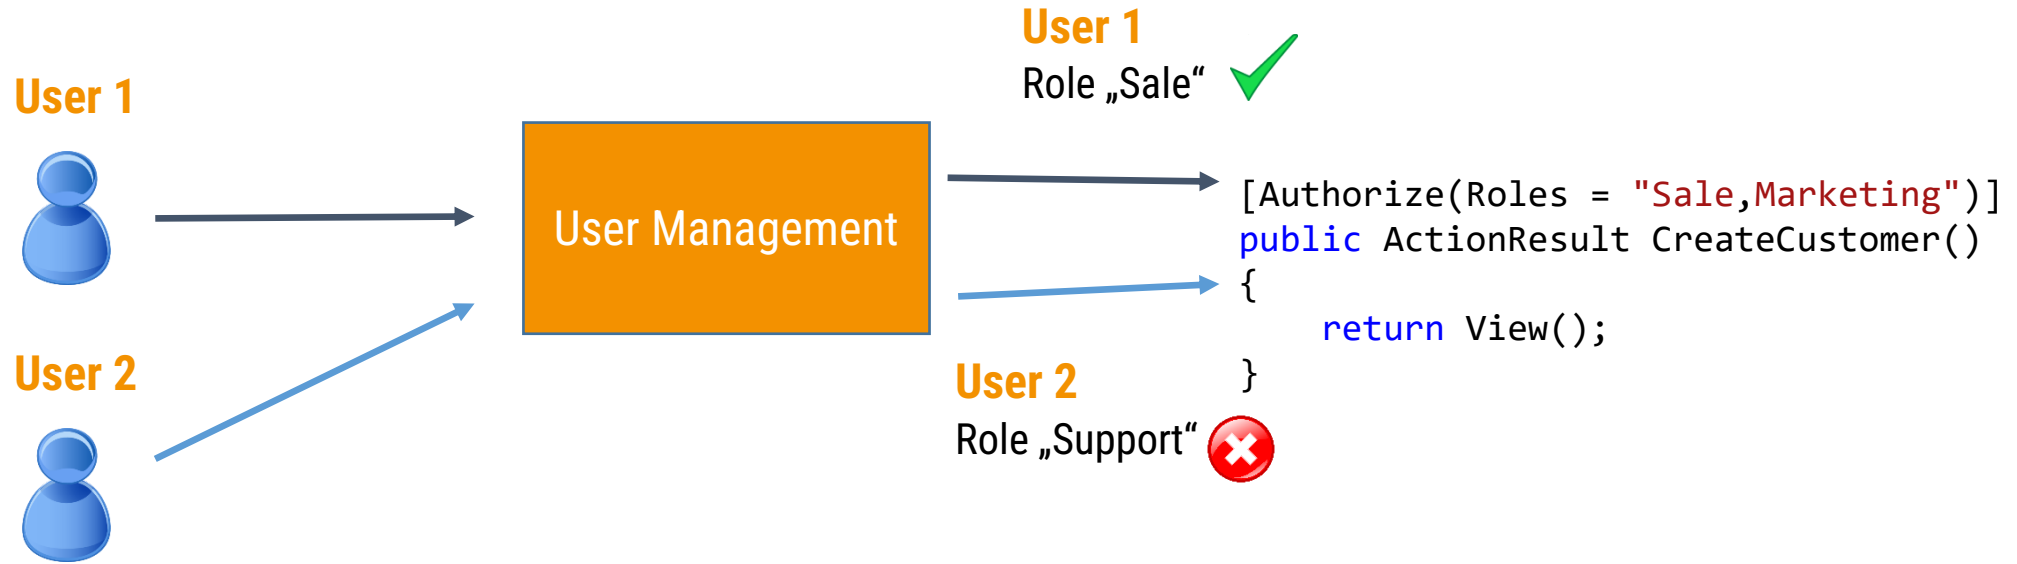 User 1
User 2
User Management
User 1
Role „Sale“
[Authorize(Roles = "Sale,Marketing")]
public ActionResult CreateCustomer()
{
    return View();
}
User 2
Role „Support“